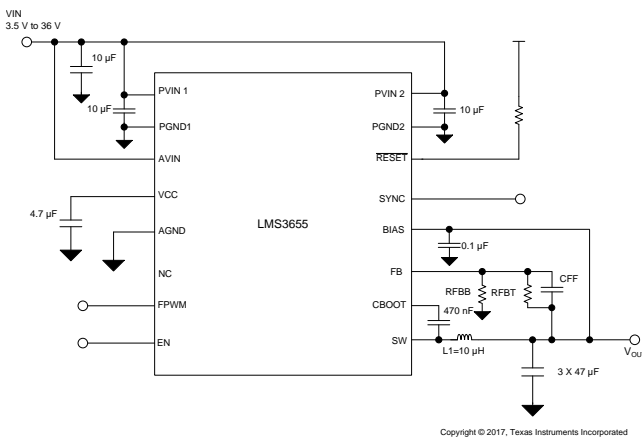 VIN
3.5 V to 36 V
10 µF
10 µF
10 µF
PVIN 1
PVIN 2
PGND1
PGND2
AVIN
RESET
VCC
SYNC
4.7 µF
LMS3655
AGND
BIAS
0.1 µF
NC
FB
CFF
RFBB
RFBT
FPWM
CBOOT
470 nF
EN
SW
L1=10 µH
VOU
3 X 47 µF
Copyright © 2017, Texas Instruments Incorporated